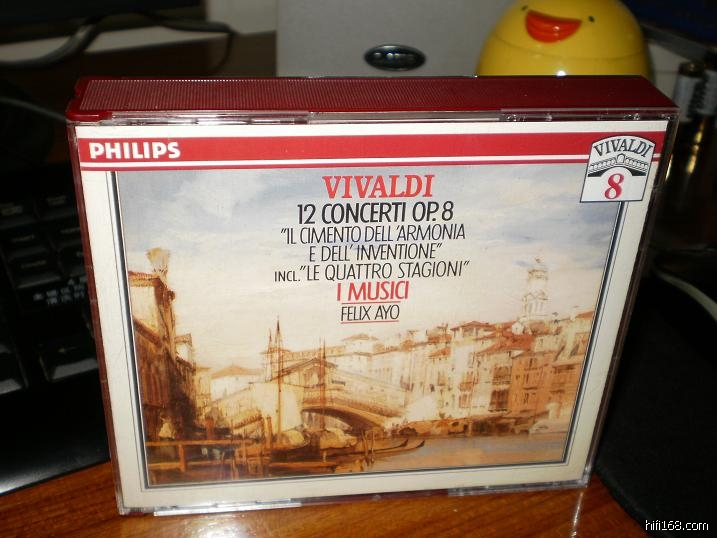 PHILIPS
VIVALDI
8
VIVALDI
12 CONCERTI OP. 8
"IL CIMENTO DELL'ARMONIA
E DELL'INVENTIONE"
INCL. "LE QUATTRO STAGIONI"
I MUSICI
FELIX AYO
hifi168.com